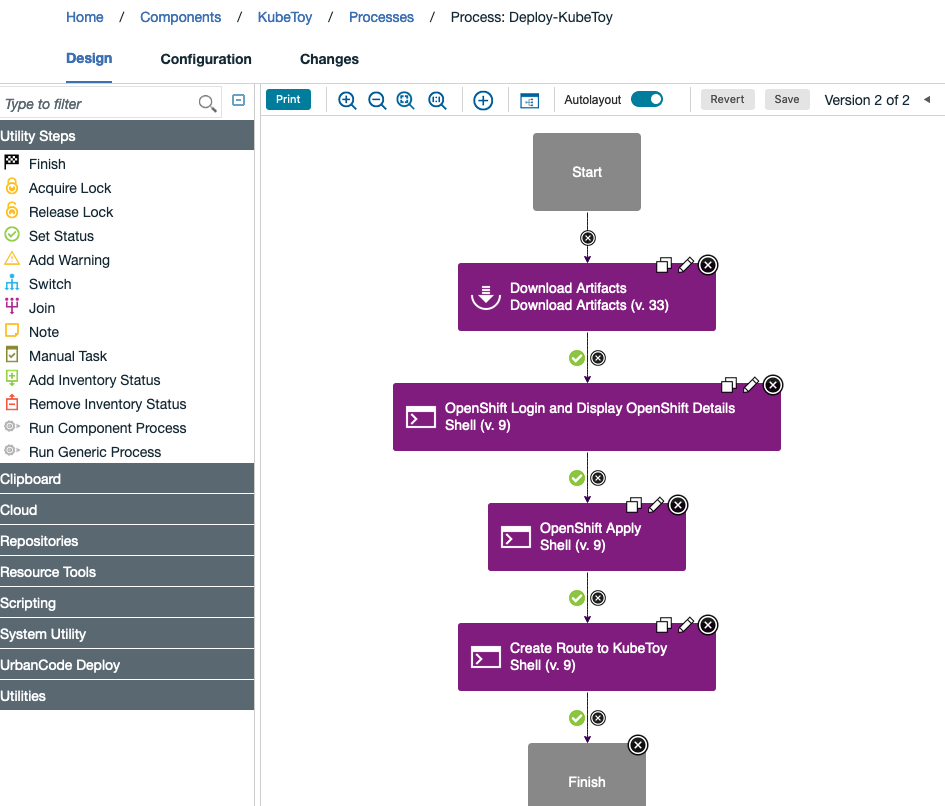 Home / Components / KubeToy / Processes / Process: Deploy-KubeToy
Design Configuration Changes
Type to filter
Print
Autolayout
Revert
Save
Version 2 of 2
Utility Steps
Finish
Acquire Lock
Release Lock
Set Status
Add Warning
Switch
Join
Note
Manual Task
Add Inventory Status
Remove Inventory Status
Run Component Process
Run Generic Process
Clipboard
Cloud
Repositories
Resource Tools
Scripting
System Utility
UrbanCode Deploy
Utilities
Start
Download Artifacts
Download Artifacts (v. 33)
OpenShift Login and Display OpenShift Details
Shell (v. 9)
OpenShift Apply
Shell (v. 9)
Create Route to KubeToy
Shell (v. 9)
Finish